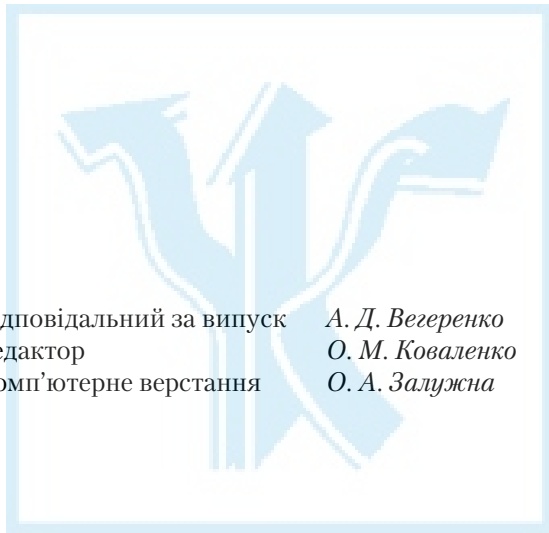 дповідальний за випуск А. Д. Вегеренко
едактор О. М. Коваленко
омп’ютерне верстання О. А. Залужна